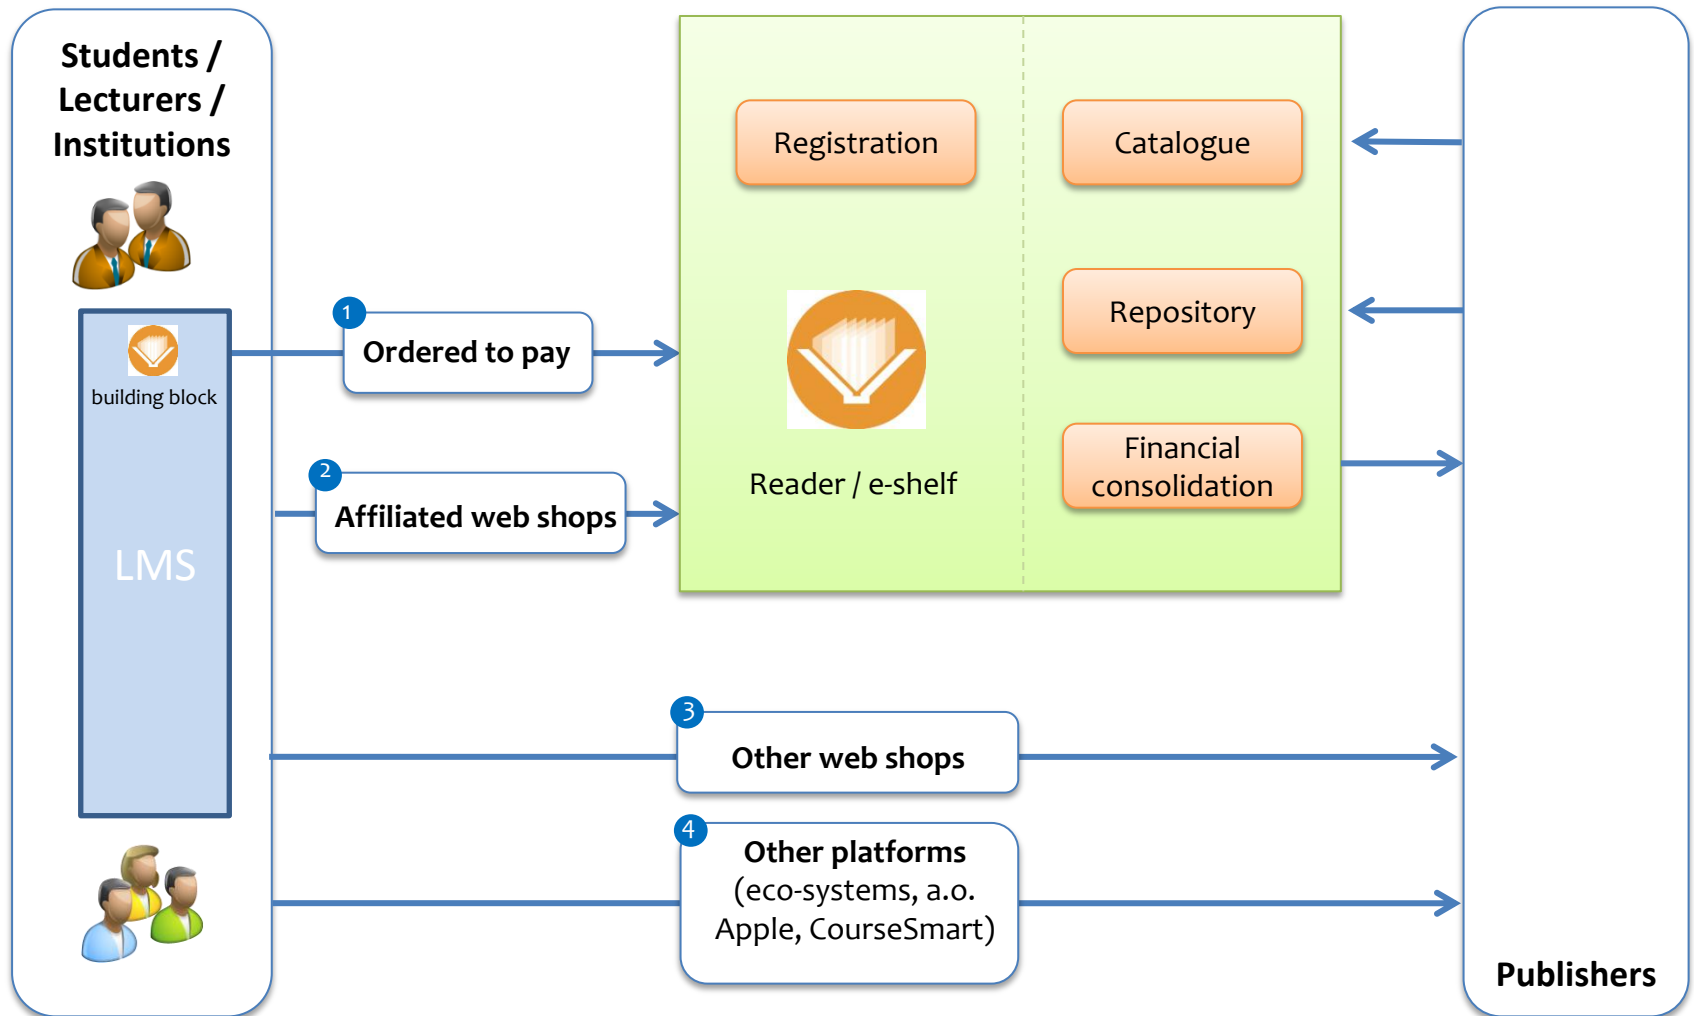 Students /
Lecturers /
Institutions
building block
LMS
1
Ordered to pay
2
Affiliated web shops
Registration
Reader / e-shelf
Catalogue
Repository
Financial
consolidation
3
Other web shops
4
Other platforms
(eco-systems, a.o.
Apple, CourseSmart)
Publishers